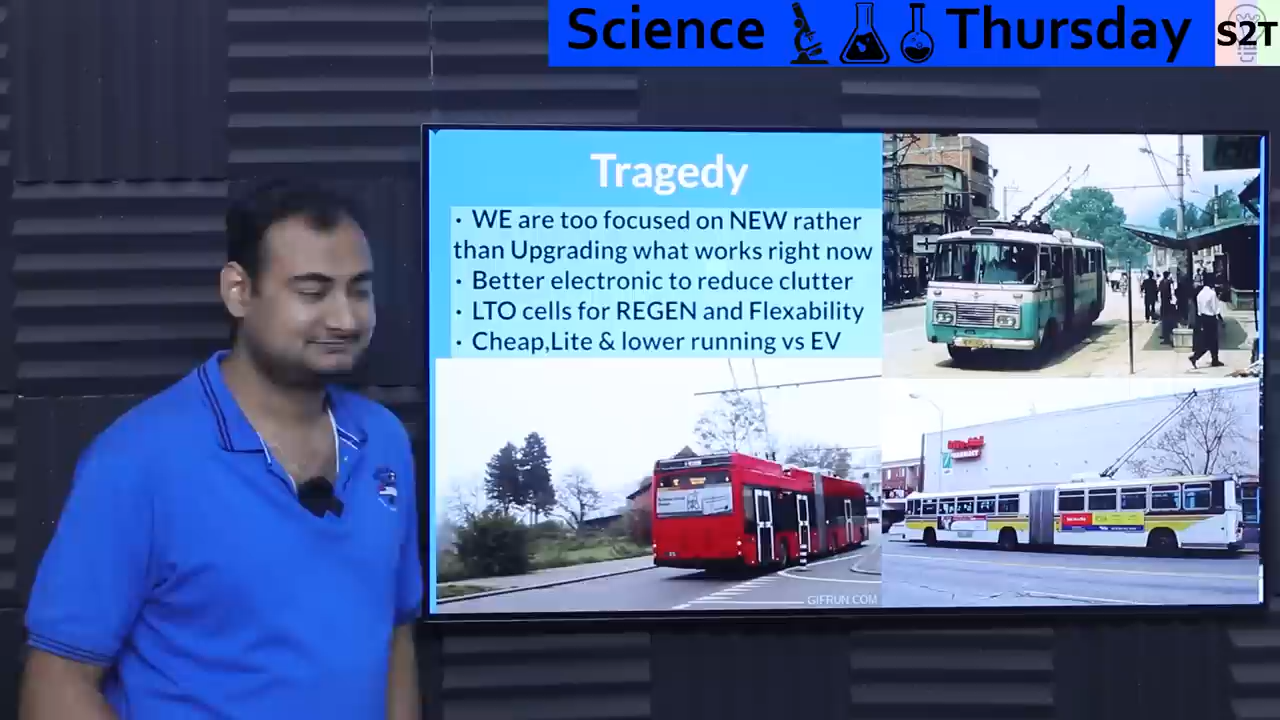 Science Thursday
S2T
Tragedy
· WE are too focused on NEW rather
than Upgrading what works right now
· Better electronic to reduce clutter
· LTO cells for REGEN and Flexability
· Cheap,Lite & lower running vs EV
GIFRUN.COM